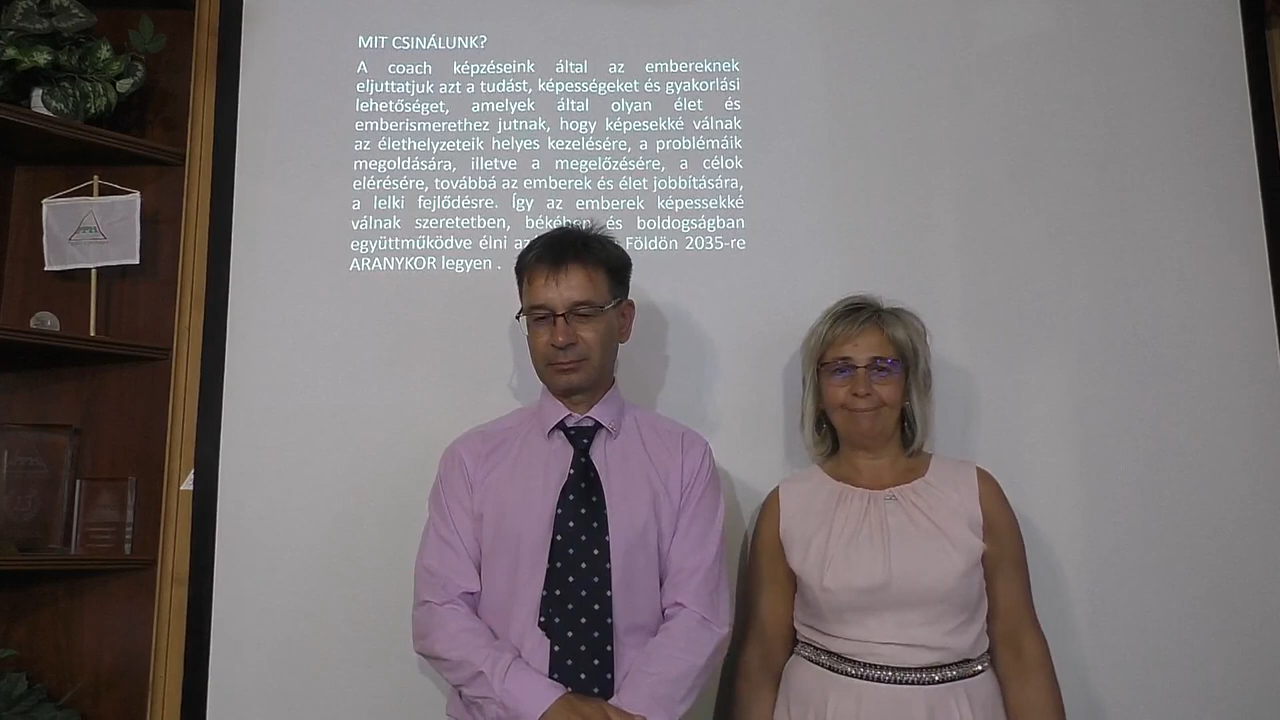 MIT CSINÁLUNK?
A coach képzéseink által az embereknek
eljuttatjuk azt a tudást, képességeket és gyakorlási
lehetőséget, amelyek által olyan élet és
emberismerethez jutnak, hogy képesekké válnak
az élethelyzeteik helyes kezelésére, a problémáik
megoldására, illetve a megelőzésére, a célok
elérésére, továbbá az emberek és élet jobbítására,
a lelki fejlődésre. Így az emberek képessekké
válnak szeretetben, békében és boldogságban
együttműködve élni Földön 2035-re
ARANYKOR legyen .